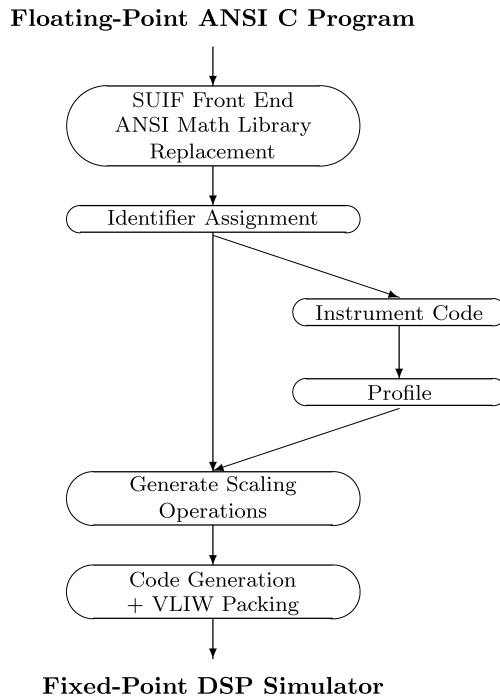 Floating-Point ANSI C Program
SUIF Front End
ANSI Math Library
Replacement
Identifier Assignment
Instrument Code
Profile
Generate Scaling
Operations
Code Generation
+ VLIW Packing
Fixed-Point DSP Simulator